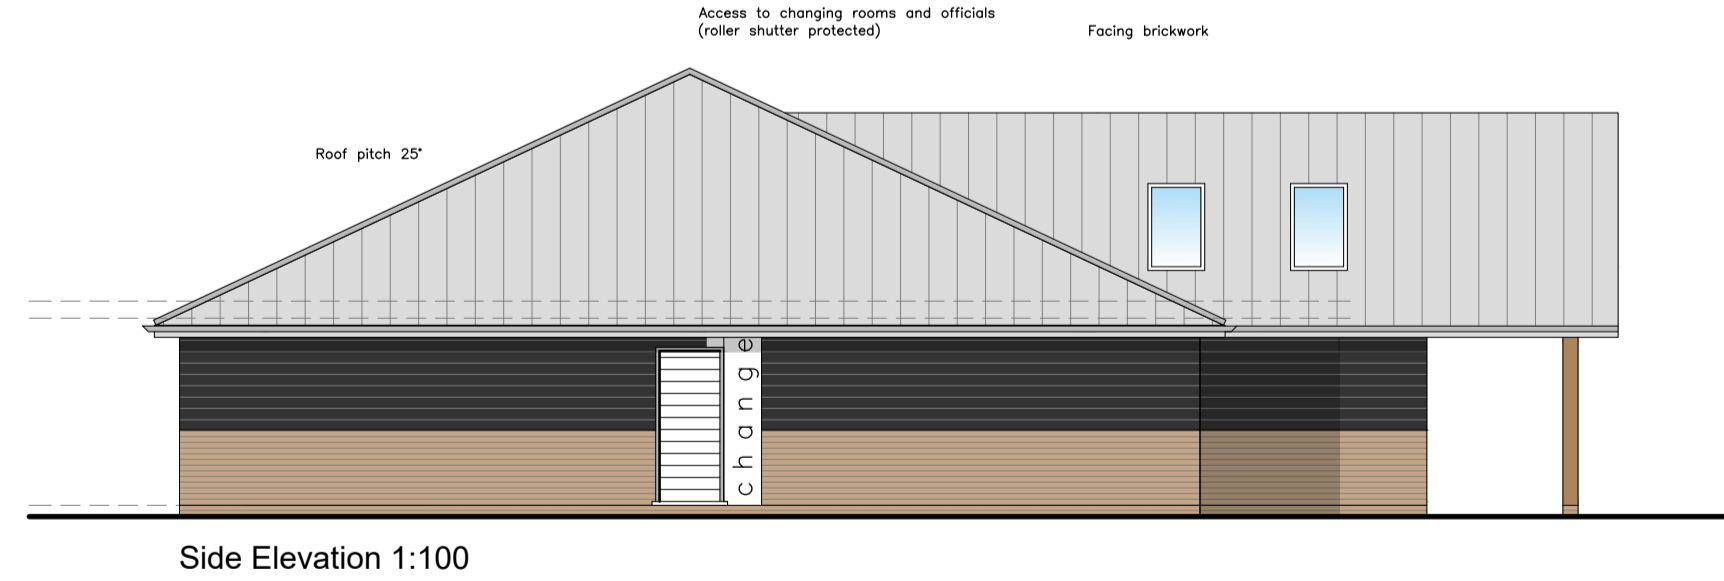 Access to changing rooms and officials
(roller shutter protected)
Facing brickwork
Roof pitch 25°
change
Side Elevation 1:100